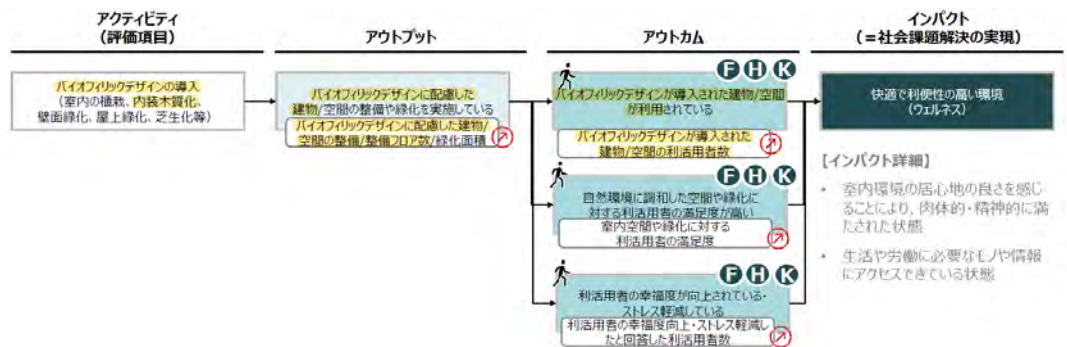 アクティビティ
(評価項目)
アウトプット
アウトカム
インパクト
(=社会課題解決の実現)
バイオフィリックデザインの導入
(室内の植栽、内装木質化、
壁面緑化、屋上緑化、芝生化等)
バイオフィリックデザインに配慮した
建物/空間の整備や緑化を実施している
バイオフィリックデザインに配慮した建物/
空間の整備/整備フロア数/緑化面積
F H K
バイオフィリックデザインが導入された建物/空間
が利用されている
バイオフィリックデザインが導入された
建物/空間の利活用者数
F H K
自然環境に調和した空間や緑化に
対する利活用者の満足度が高い
室内空間や緑化に対する
利活用者の満足度
F H K
利活用者の幸福度が向上されている・
ストレス軽減している
利活用者の幸福度向上・ストレス軽減し
たと回答した利活用者数
快適で利便性の高い環境
(ウェルネス)
【インパクト詳細】
• 室内環境の居心地の良さを感じ
ることにより、肉体的・精神的に満
たされた状態
• 生活や労働に必要なモノや情報
にアクセスできている状態